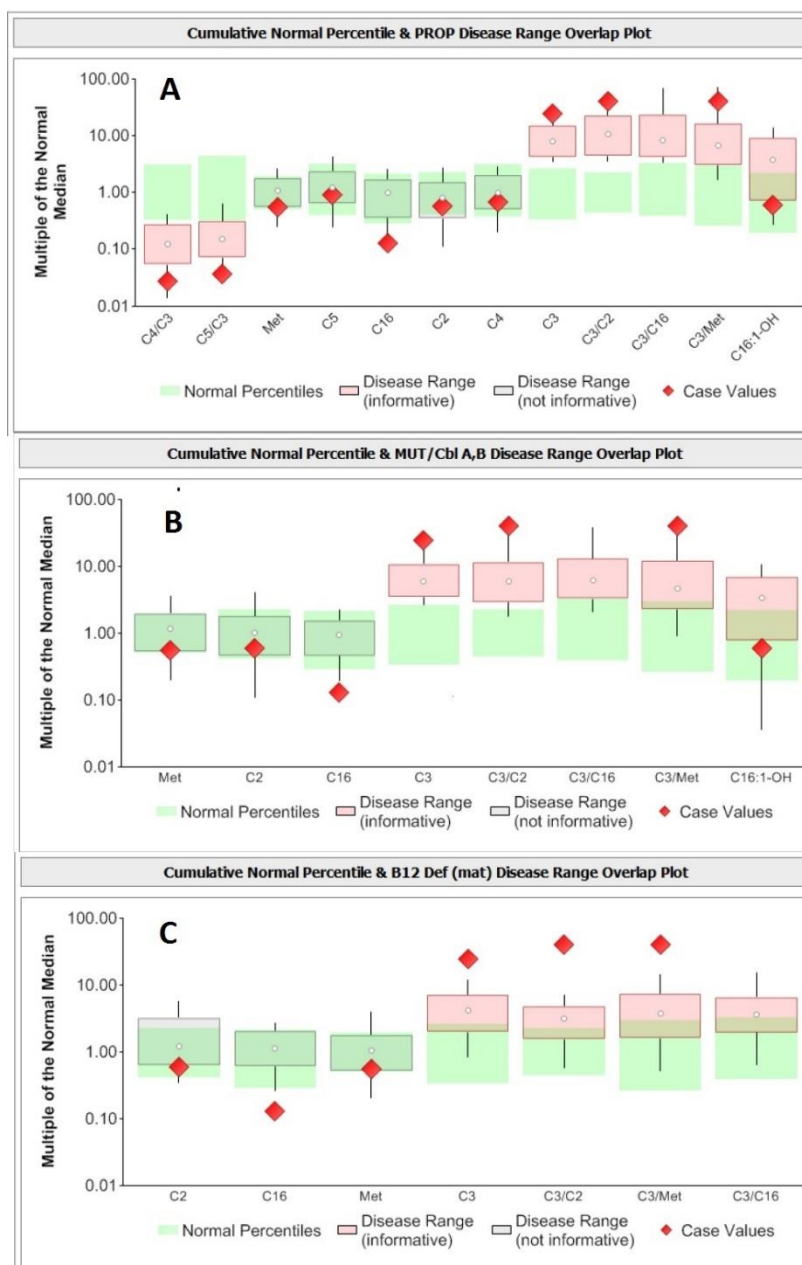 Cumulative Normal Percentile & PROP Disease Range Overlap Plot
A
Multiple of the Normal
Median
100.00
10.00
1.00
0.10
0.01
C4/C3
C5/C3
Met
C5
C16
C2
C4
C3
C3/C2
C3/C16
C3/Met
C16:1-OH
Normal Percentiles
Disease Range
(informative)
Disease Range
(not informative)
Case Values
Cumulative Normal Percentile & MUT/Cbl A,B Disease Range Overlap Plot
B
Multiple of the Normal Median
100.00
10.00
1.00
0.10
0.01
Met
C2
C16
C3
C3/C2
C3/C16
C3/Met
C16:1-OH
Normal Percentiles
Disease Range
(informative)
Disease Range
(not informative)
Case Values
Cumulative Normal Percentile & B12 Def (mat) Disease Range Overlap Plot
C
Multiple of the Normal Median
100.00
10.00
1.00
0.10
0.01
C2
C16
Met
C3
C3/C2
C3/Met
C3/C16
Normal Percentiles
Disease Range
(informative)
Disease Range
(not informative)
Case Values